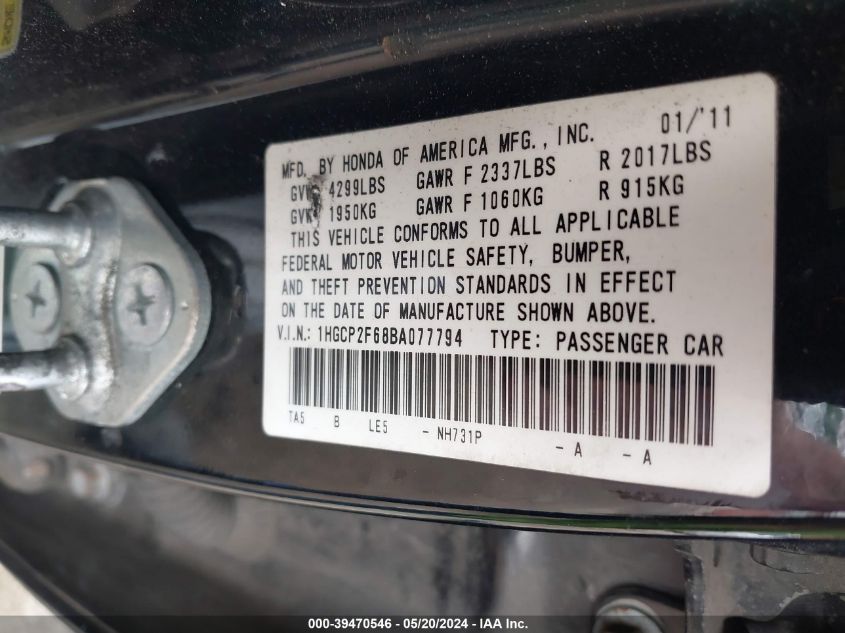 01/'11
MFD. BY HONDA OF AMERICA MFG., INC.
4299LBS GAWR F 2337LBS R 2017LBS
1950KG GAWR F 1060KG R 915KG
THIS VEHICLE CONFORMS TO ALL APPLICABLE
FEDERAL MOTOR VEHICLE SAFETY, BUMPER,
AND THEFT PREVENTION STANDARDS IN EFFECT
ON THE DATE OF MANUFACTURE SHOWN ABOVE.
V.I.N.: 1HGCP2F68BA077794 TYPE: PASSENGER CAR
TA5 B LE5 - NH731P - A - A
000-39470546 / 05/20/2024 - IAA Inc.